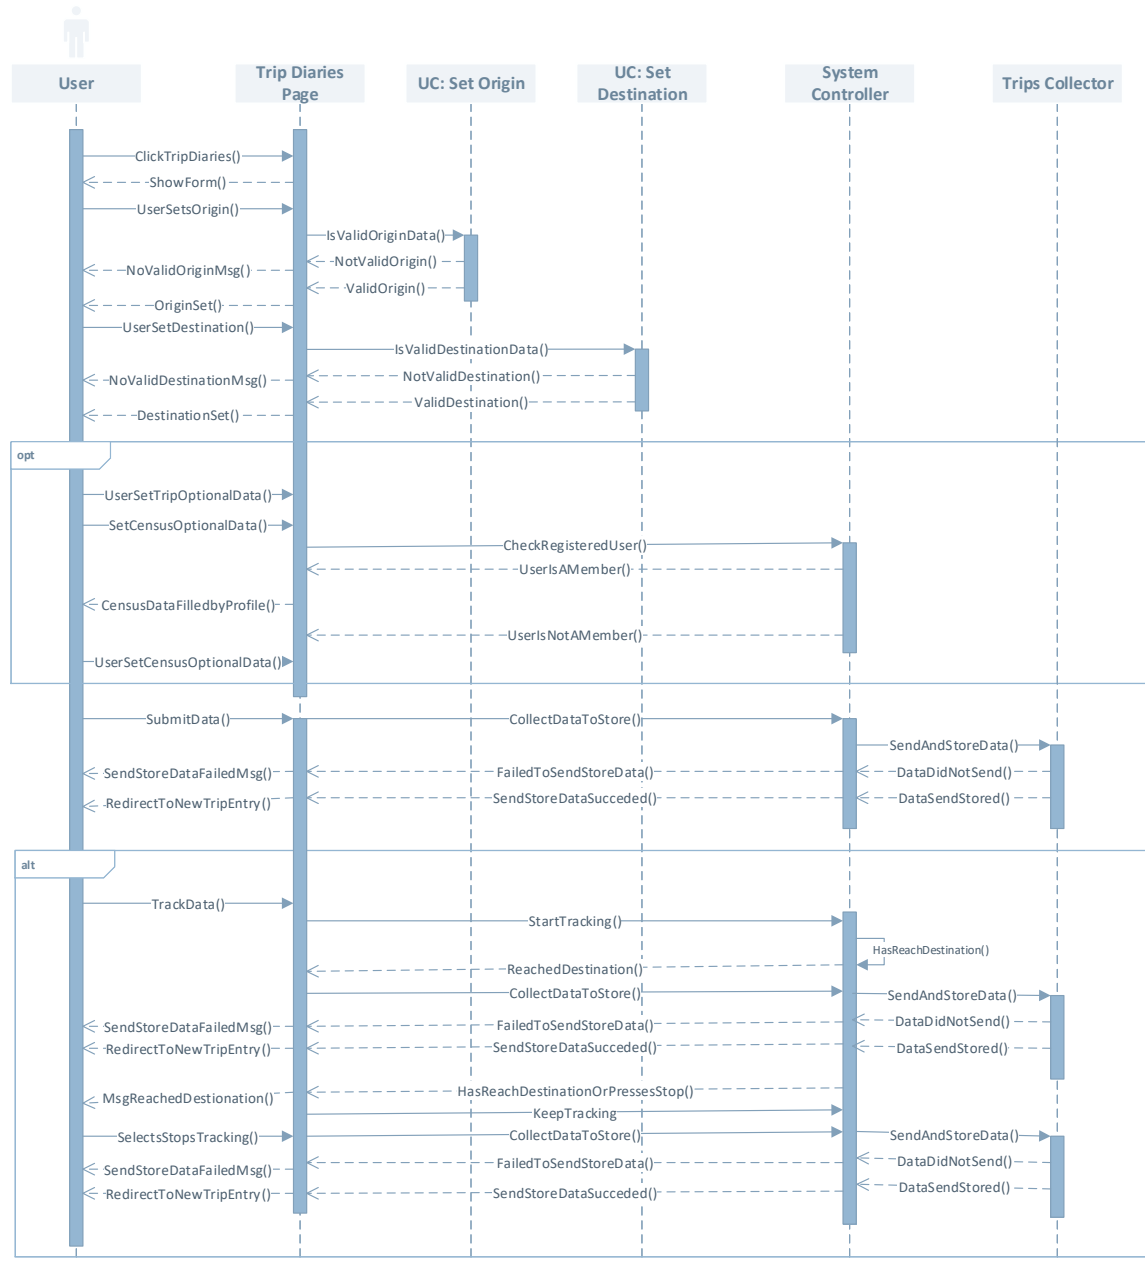 User
Trip Diaries
Page
UC: Set Origin
UC: Set
Destination
System
Controller
Trips Collector
ClickTripDiaries()
ShowForm()
UserSetsOrigin()
IsValidOriginData()
NotValidOrigin()
NoValidOriginMsg()
ValidOrigin()
OriginSet()
UserSetDestination()
IsValidDestinationData()
NotValidDestination()
NoValidDestinationMsg()
ValidDestination()
DestinationSet()
opt
UserSetTripOptionalData()
SetCensusOptionalData()
CheckRegisteredUser()
UserIsAMember()
CensusDataFilledbyProfile()
UserIsNotAMember()
UserSetCensusOptionalData()
SubmitData()
CollectDataToStore()
SendAndStoreData()
SendStoreDataFailedMsg()
FailedToSendStoreData()
DataDidNotSend()
RedirectToNewTripEntry()
SendStoreDataSucceded()
DataSendStored()
alt
TrackData()
StartTracking()
HasReachDestination()
ReachedDestination()
CollectDataToStore()
SendAndStoreData()
SendStoreDataFailedMsg()
FailedToSendStoreData()
DataDidNotSend()
RedirectToNewTripEntry()
SendStoreDataSucceded()
DataSendStored()
HasReachDestinationOrPressesStop()
MsgReachedDestionation()
KeepTracking
SelectsStopsTracking()
CollectDataToStore()
SendAndStoreData()
SendStoreDataFailedMsg()
FailedToSendStoreData()
DataDidNotSend()
RedirectToNewTripEntry()
SendStoreDataSucceded()
DataSendStored()